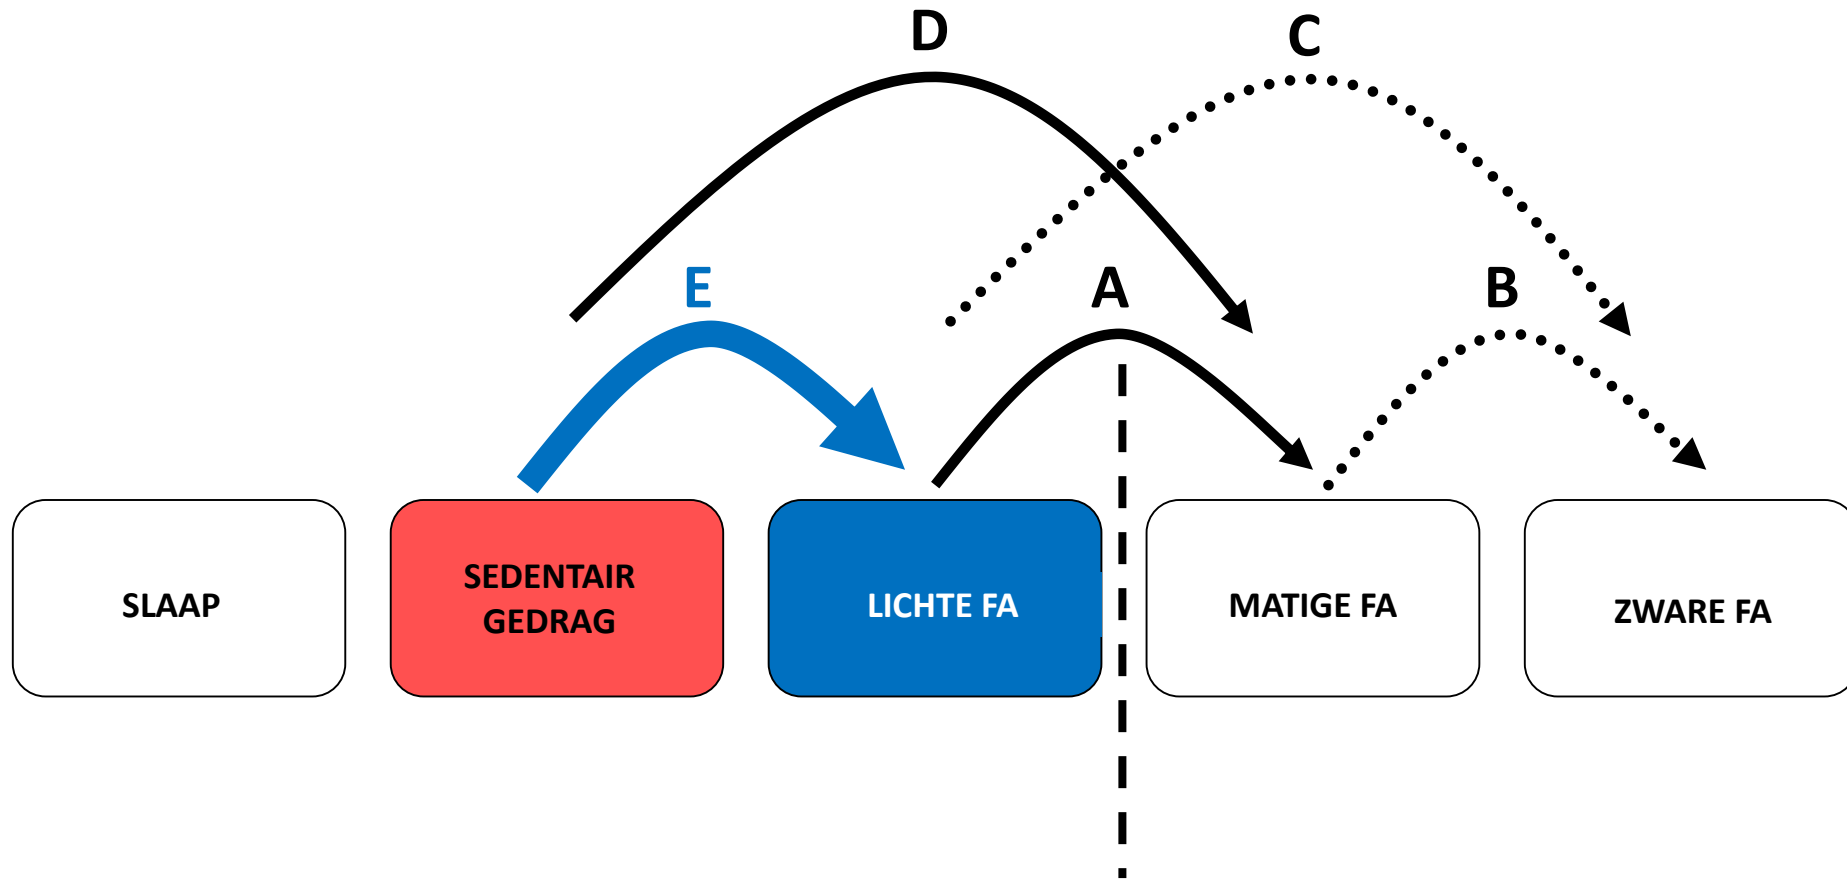 D
C
E
A
B
SLAAP
SEDENTAIR
GEDRAG
LICHTE FA
MATIGE FA
ZWARE FA